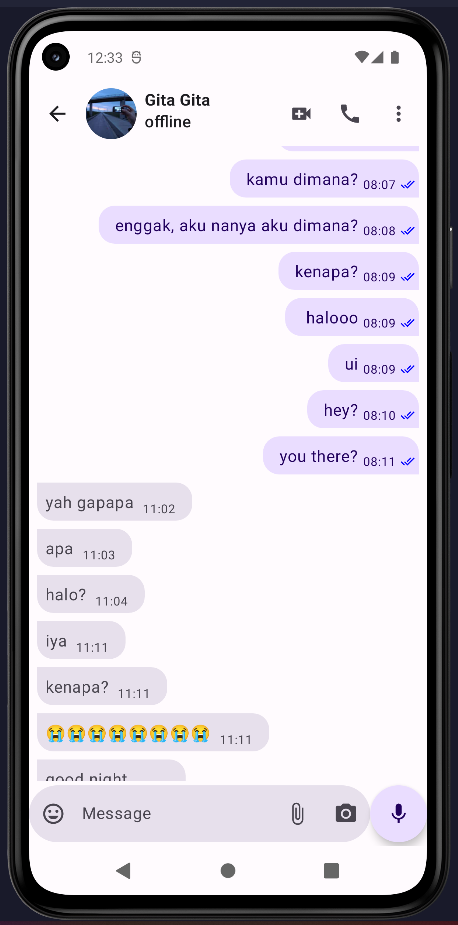 12:33
Gita Gita
offline
kamu dimana? 08:07
enggak, aku nanya aku dimana? 08:08
kenapa? 08:09
halooo 08:09
ui 08:09
hey? 08:10
you there? 08:11
yah gapapa 11:02
apa 11:03
halo? 11:04
iya 11:11
kenapa? 11:11
😭😭😭😭😭😭😭😭 11:11
good night
Message